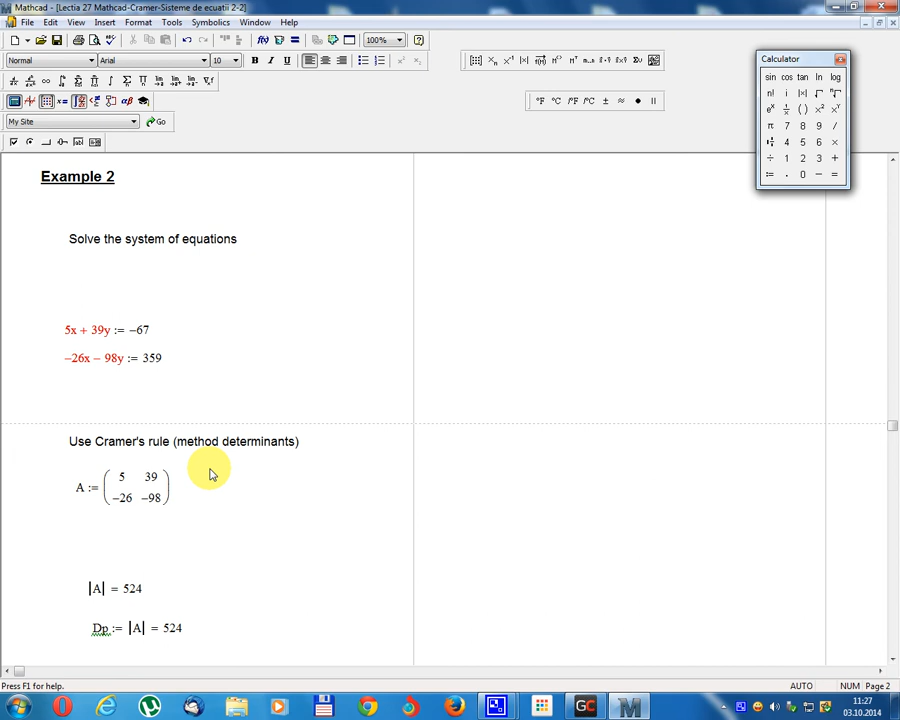 Mathcad - [Lectia 27 Mathcad-Cramer-Sisteme de ecuatii 2-2]
File Edit View Insert Format Tools Symbolics Window Help
100%
Normal Arial 10 B I U
My Site Go
Calculator
sin cos tan ln log
n! i |×| √ ⁿ√
eˣ 1/x ( ) x² xʸ
π 7 8 9 /
4 5 6 ×
÷ 1 2 3 +
:= . 0 − =
°F °C °F °C ± ≈ ●
Example 2
Solve the system of equations
5x + 39y := −67
−26x − 98y := 359
Use Cramer's rule (method determinants)
A := ( 5 39
−26 −98 )
|A| = 524
Dp := |A| = 524
Press F1 for help. AUTO NUM Page 2
11:27
03.10.2014